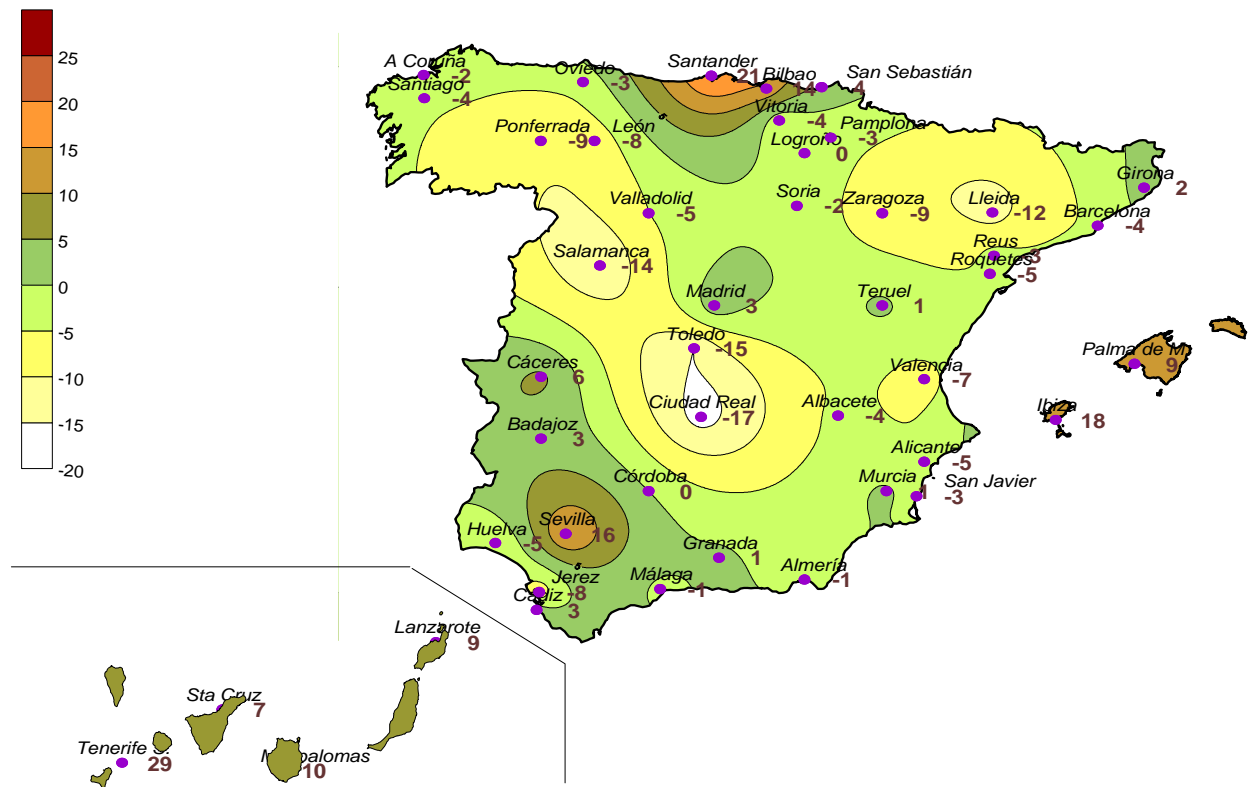 25
20
15
10
5
0
-5
-10
-15
-20
A Coruña -2
Santiago -4
Oviedo -3
Santander 21
Bilbao 14
San Sebastián 4
Vitoria -4
Pamplona -3
Logroño 0
Ponferrada -9
León -8
Valladolid -5
Soria -2
Zaragoza -9
Lleida -12
Girona 2
Barcelona -4
Reus -3
Roquetes -5
Salamanca -14
Madrid 3
Teruel 1
Toledo -15
Cáceres 6
Ciudad Real -17
Valencia -7
Albacete -4
Palma de M. 9
Ibiza 18
Badajoz 3
Alicante -5
Córdoba 0
Murcia 1
San Javier -3
Sevilla 16
Huelva -5
Granada 1
Almería -1
Jerez -8
Málaga -1
Cádiz 3
Lanzarote 9
Sta Cruz 7
Tenerife S. 29
10